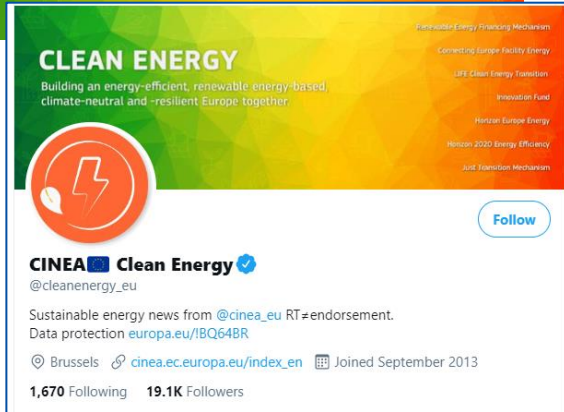 Renewable Energy Financing Mechanism
CLEAN ENERGY
Connecting Europe Facility Energy
Building an energy-efficient, renewable energy-based,
LIFE Clean Energy Transition
climate-neutral and -resilient Europe together
Innovation Fund
Horizon Europe Energy
Horizon 2020 Energy Efficiency
Just Transition Mechanism
Follow
CINEA🇪🇺 Clean Energy
@cleanenergy_eu
Sustainable energy news from @cinea_eu RT≠endorsement.
Data protection europa.eu/!BQ64BR
Brussels cinea.ec.europa.eu/index_en Joined September 2013
1,670 Following 19.1K Followers